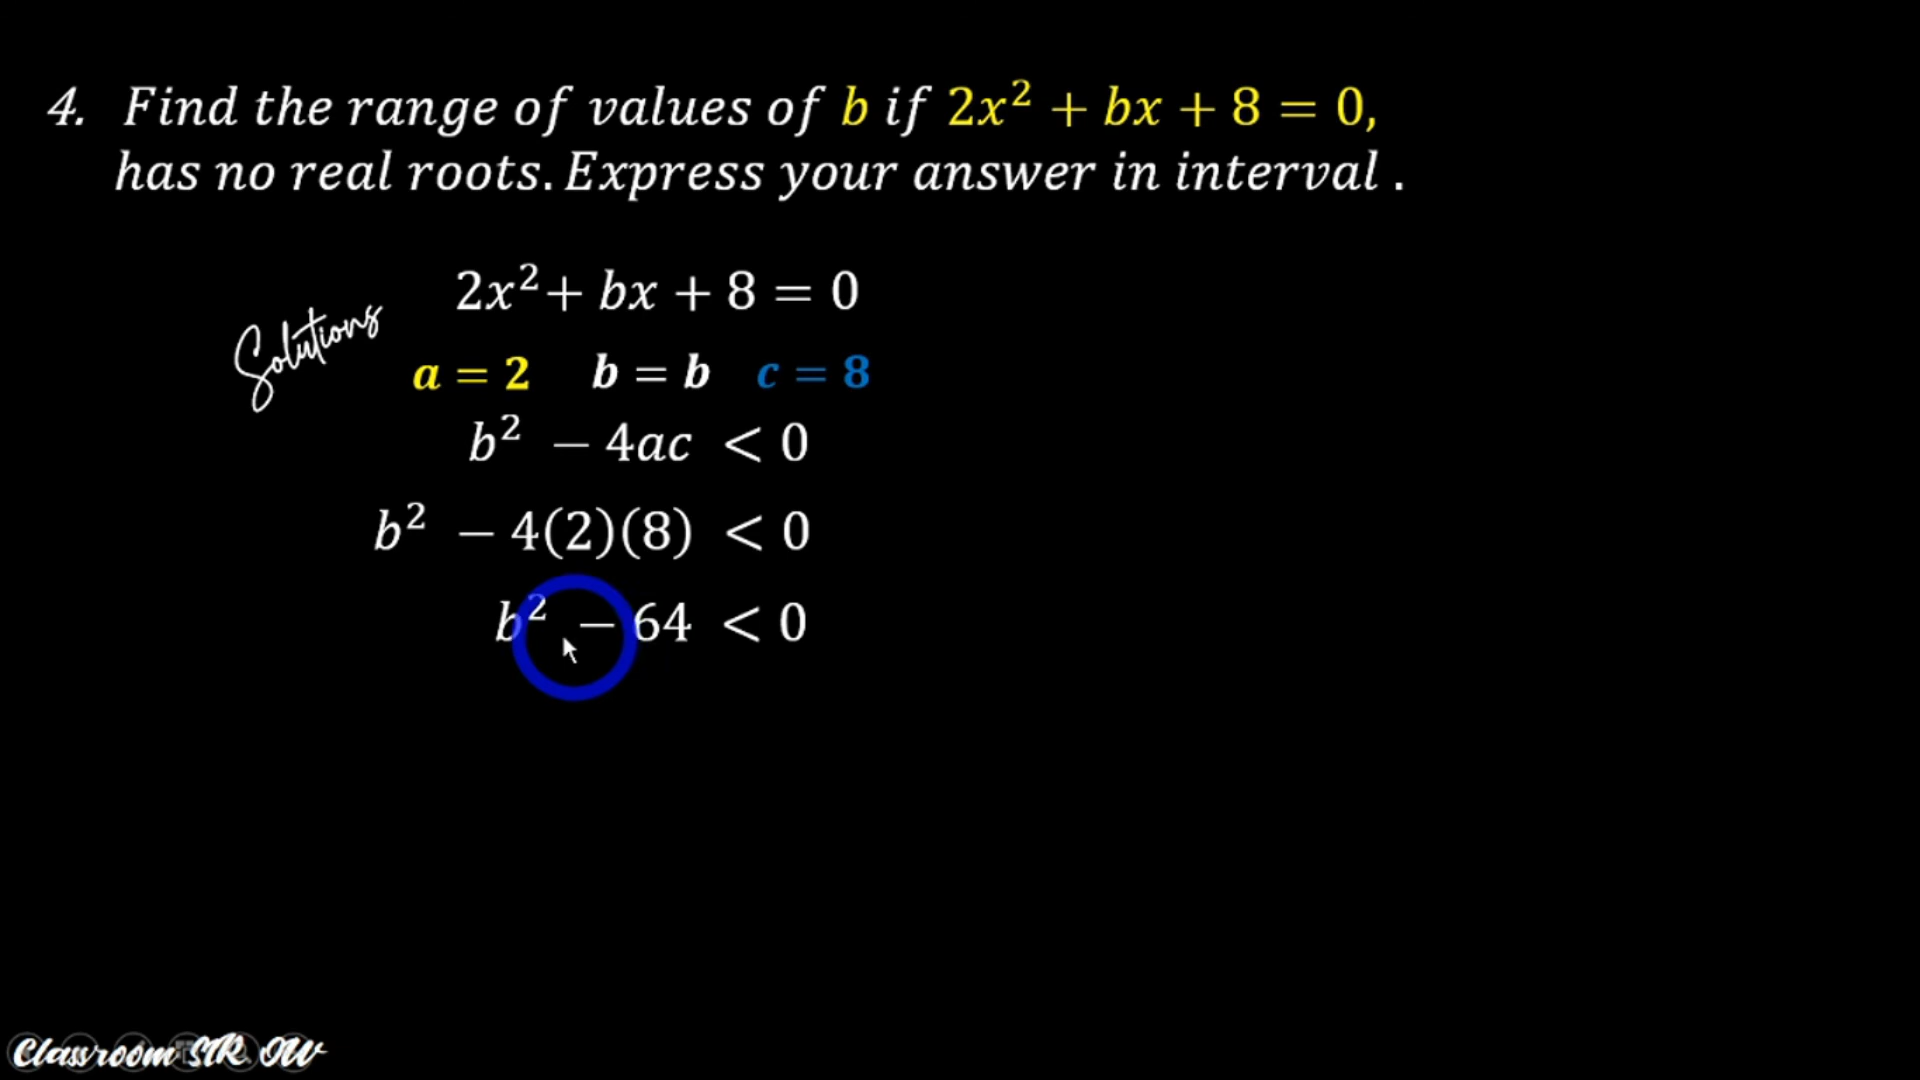 4. Find the range of values of b if 2x² + bx + 8 = 0,
has no real roots. Express your answer in interval .
Solutions
2x² + bx + 8 = 0
a = 2 b = b c = 8
b² − 4ac < 0
b² − 4(2)(8) < 0
b² − 64 < 0
Classroom SIR OW